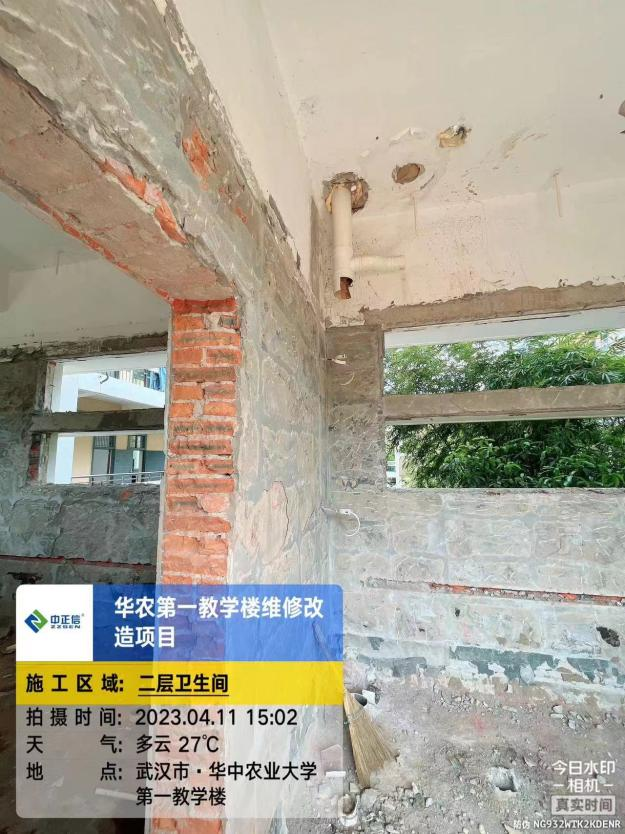 中正信
ZZGEN
华农第一教学楼维修改
造项目
施工区域: 二层卫生间
拍摄时间: 2023.04.11 15:02
天 气: 多云 27℃
地 点: 武汉市·华中农业大学
第一教学楼
今日水印
相机
真实时间
防伪 NG932WTK2KDENR